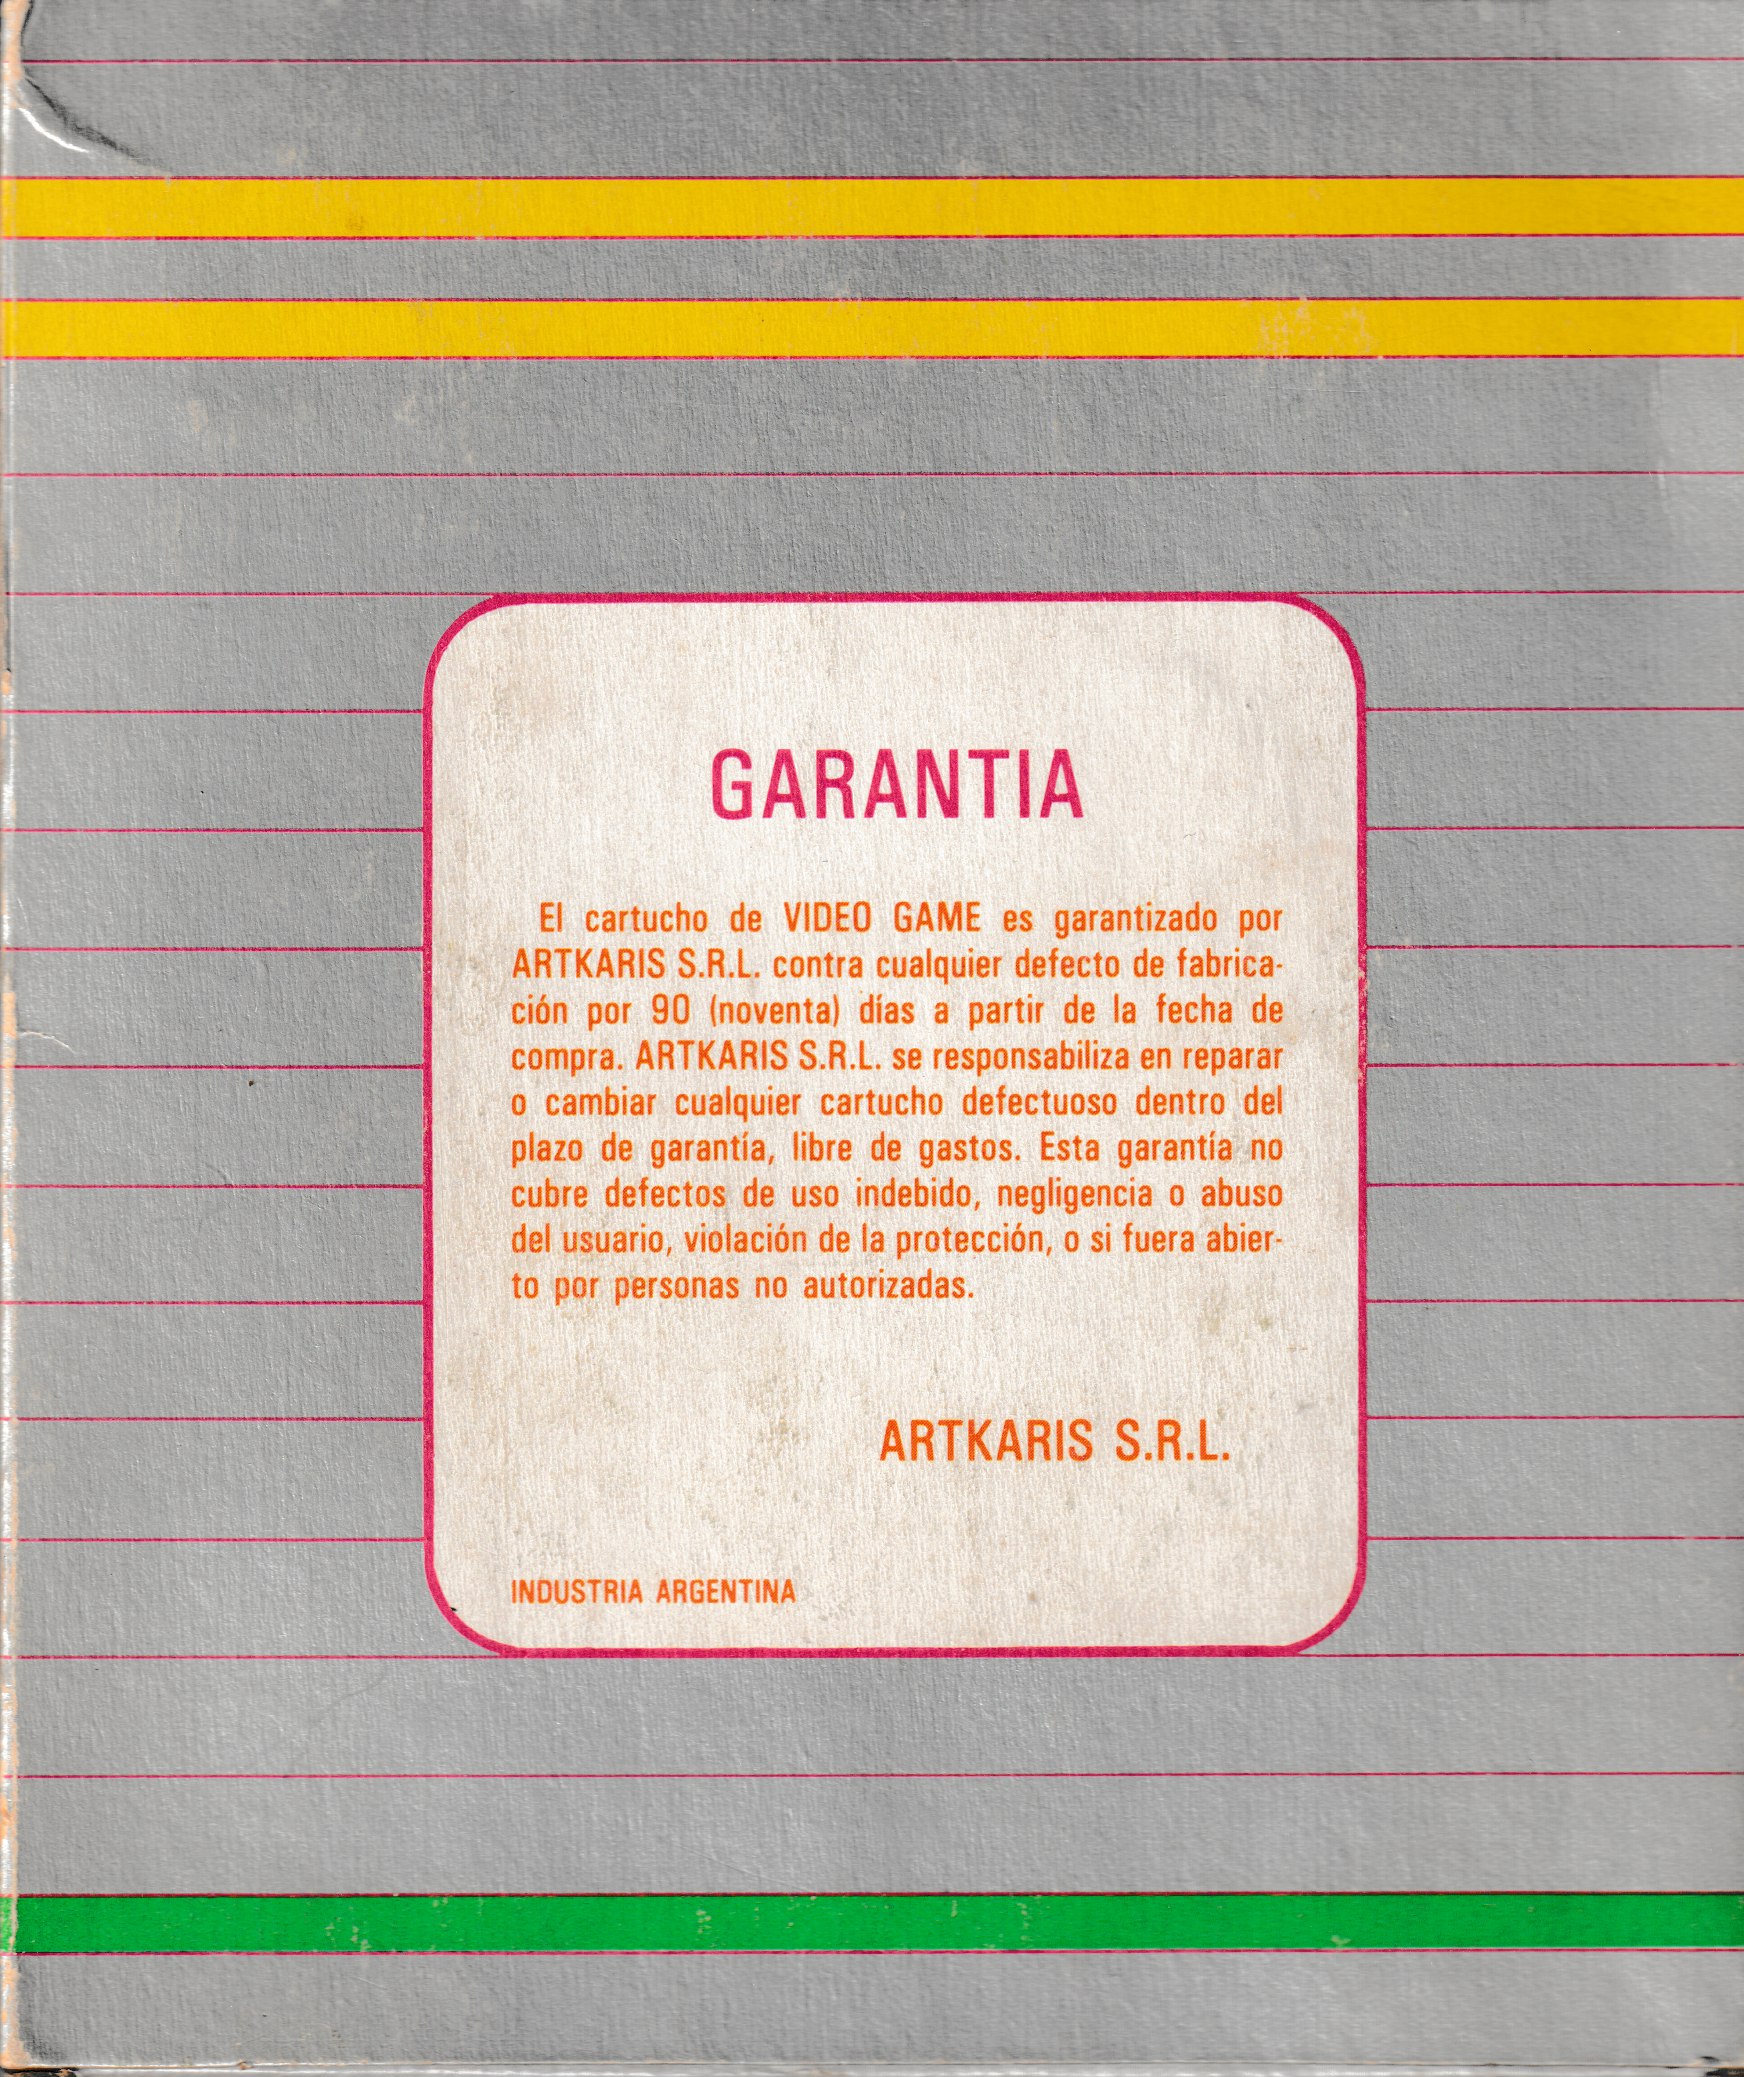 GARANTIA
El cartucho de VIDEO GAME es garantizado por
ARTKARIS S.R.L. contra cualquier defecto de fabrica-
ción por 90 (noventa) días a partir de la fecha de
compra. ARTKARIS S.R.L. se responsabiliza en reparar
o cambiar cualquier cartucho defectuoso dentro del
plazo de garantía, libre de gastos. Esta garantía no
cubre defectos de uso indebido, negligencia o abuso
del usuario, violación de la protección, o si fuera abier-
to por personas no autorizadas.
ARTKARIS S.R.L.
INDUSTRIA ARGENTINA